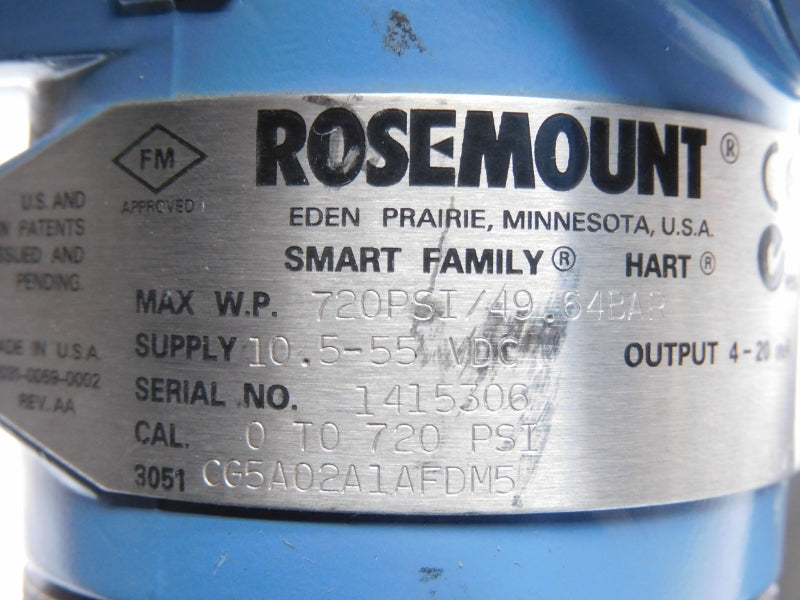 FM
APPROVED
ROSEMOUNT®
EDEN PRAIRIE, MINNESOTA, U.S.A.
SMART FAMILY® HART®
U.S. AND
PATENTS
ISSUED AND
PENDING.
MAX W.P. 720PSI/49.64BAR
SUPPLY 10.5-55 VDC OUTPUT 4-20
SERIAL NO. 1415306
CAL. 0 TO 720 PSI
3051 CG5A02A1AFDM5
MADE IN U.S.A.
REV. AA